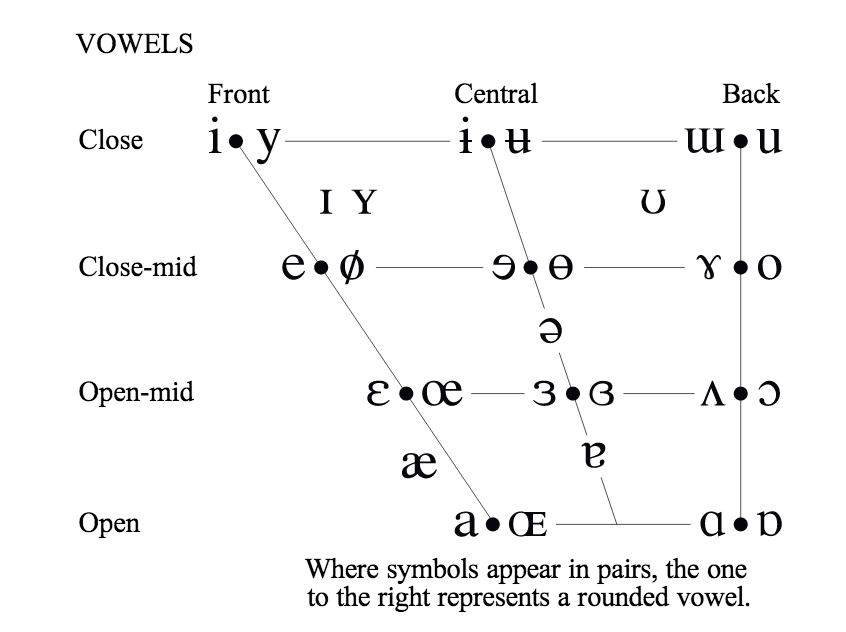 VOWELS
Front Central Back
Close i y ɨ ʉ ɯ u
ɪ ʏ ʊ
Close-mid e ø ɘ ɵ ɤ o
ə
Open-mid ɛ œ ɜ ɞ ʌ ɔ
æ ɐ
Open a ɶ ɑ ɒ
Where symbols appear in pairs, the one
to the right represents a rounded vowel.